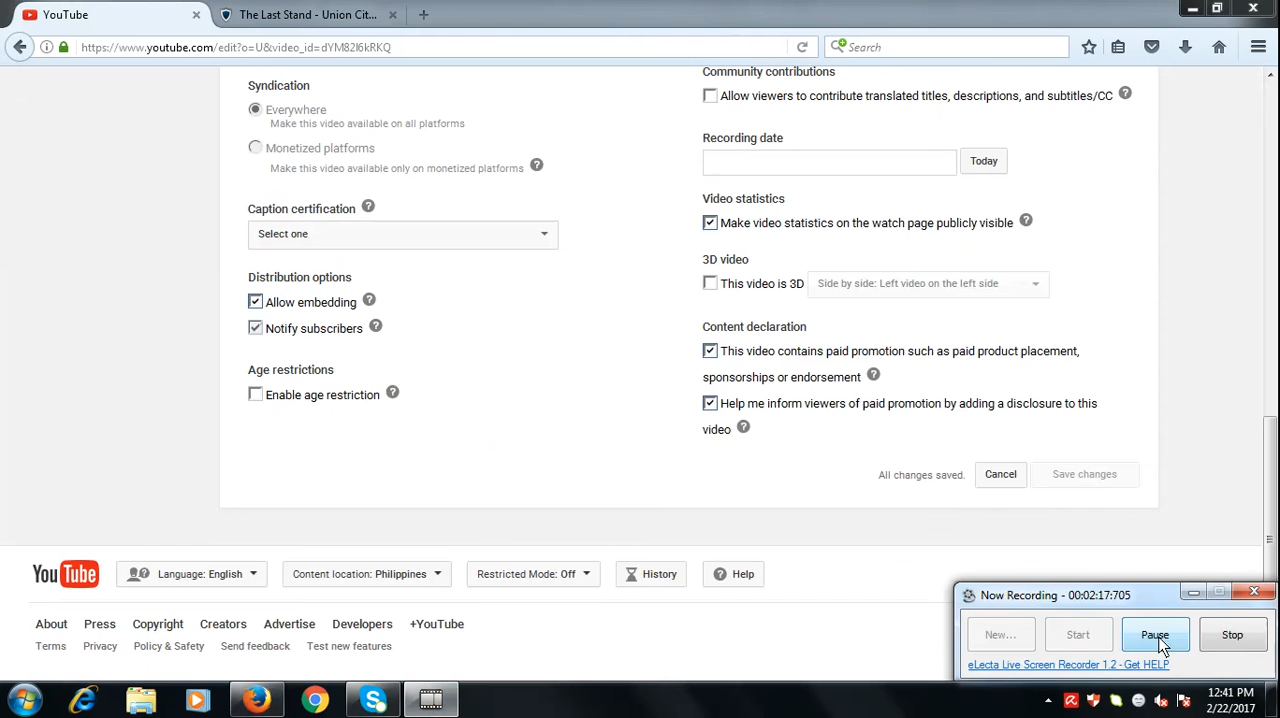 YouTube
The Last Stand - Union Cit...
https://www.youtube.com/edit?o=U&video_id=dYM82I6kRKQ
Search
Syndication
Everywhere
Make this video available on all platforms
Monetized platforms
Make this video available only on monetized platforms
Caption certification
Select one
Distribution options
Allow embedding
Notify subscribers
Age restrictions
Enable age restriction
Community contributions
Allow viewers to contribute translated titles, descriptions, and subtitles/CC
Recording date
Today
Video statistics
Make video statistics on the watch page publicly visible
3D video
This video is 3D
Side by side: Left video on the left side
Content declaration
This video contains paid promotion such as paid product placement,
sponsorships or endorsement
Help me inform viewers of paid promotion by adding a disclosure to this
video
All changes saved.
Cancel
Save changes
YouTube
Language: English
Content location: Philippines
Restricted Mode: Off
History
Help
About Press Copyright Creators Advertise Developers +YouTube
Terms Privacy Policy & Safety Send feedback Test new features
Now Recording - 00:02:17:705
New...
Start
Pause
Stop
eLecta Live Screen Recorder 1.2 - Get HELP
12:41 PM
2/22/2017